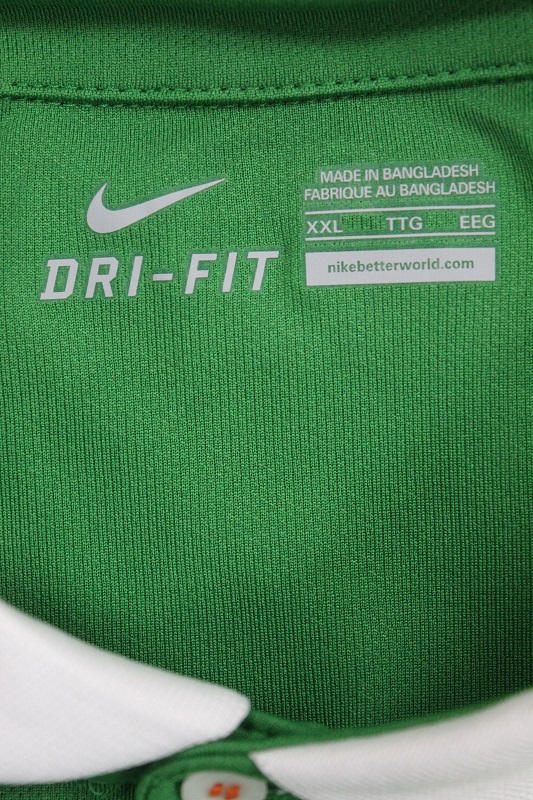 DRI-FIT
MADE IN BANGLADESH
FABRIQUE AU BANGLADESH
XXL TTG EEG
nikebetterworld.com